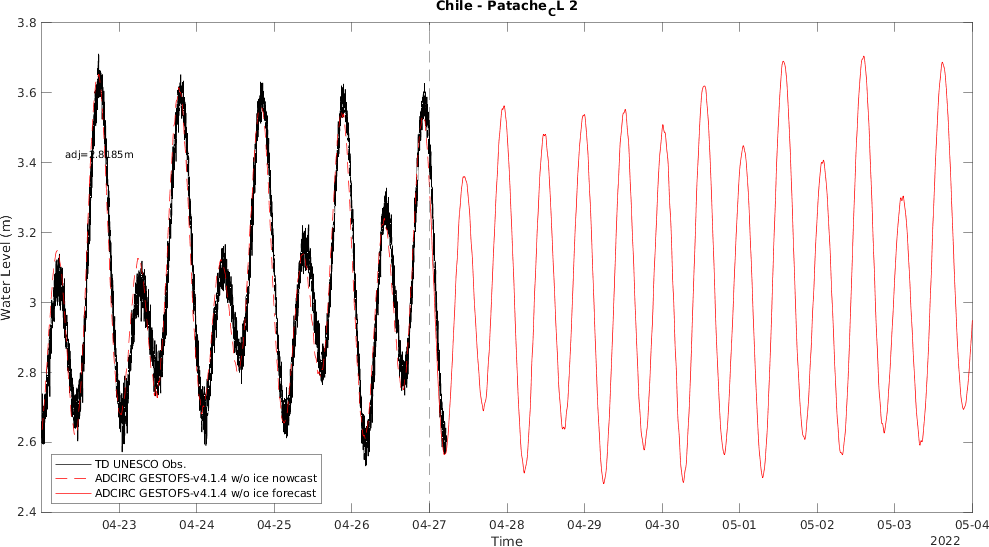 Chile - Patache_CL 2
3.8
3.6
3.4
3.2
3
2.8
2.6
2.4
Water Level (m)
adj=2.8185m
TD UNESCO Obs.
ADCIRC GESTOFS-v4.1.4 w/o ice nowcast
ADCIRC GESTOFS-v4.1.4 w/o ice forecast
04-23 04-24 04-25 04-26 04-27 04-28 04-29 04-30 05-01 05-02 05-03 05-04
Time
2022